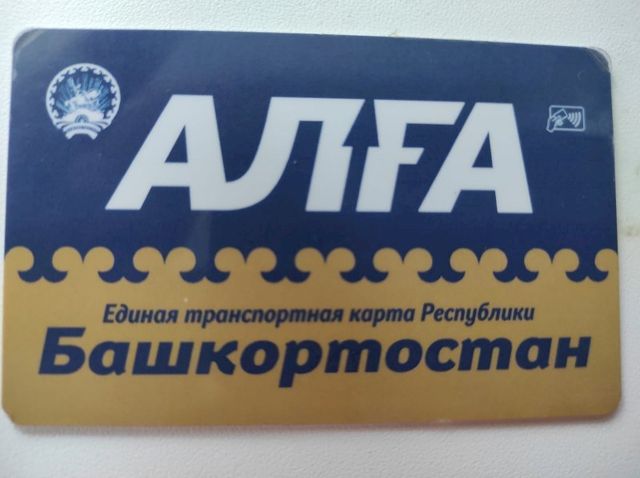 АЛҒА
Единая транспортная карта Республики
Башкортостан